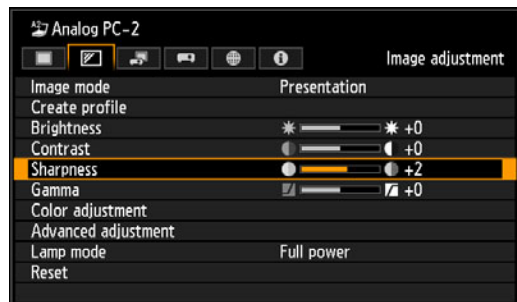 Analog PC-2
Image adjustment
Image mode Presentation
Create profile
Brightness +0
Contrast +0
Sharpness +2
Gamma +0
Color adjustment
Advanced adjustment
Lamp mode Full power
Reset